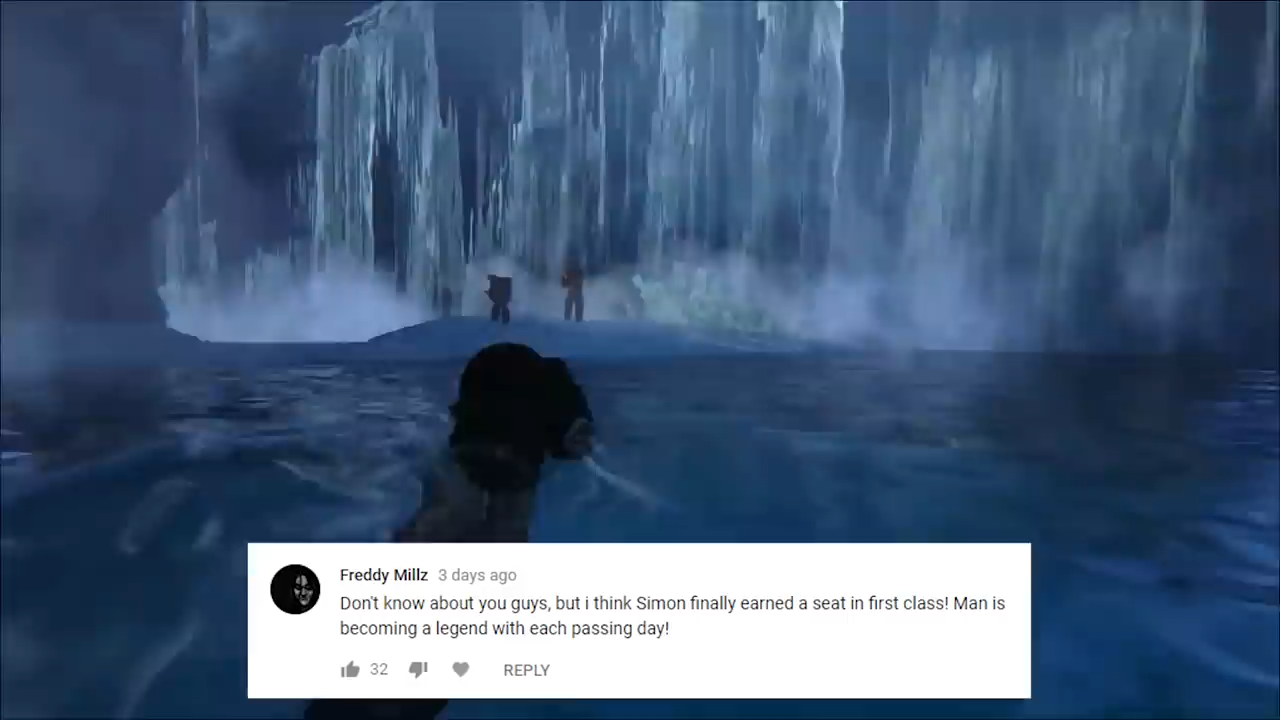 Freddy Millz 3 days ago
Don't know about you guys, but i think Simon finally earned a seat in first class! Man is
becoming a legend with each passing day!
32 REPLY